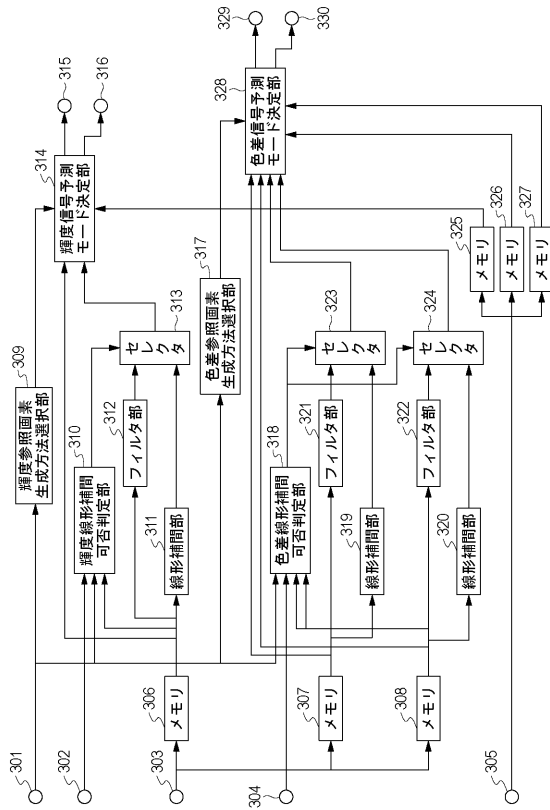 301
302
303
304
305
306
メモリ
307
メモリ
308
メモリ
309
輝度参照画素
生成方法選択部
310
輝度線形補間
可否判定部
311
線形補間部
312
フィルタ部
313
セレクタ
314
輝度信号予測
モード決定部
315
316
317
色差参照画素
生成方法選択部
318
色差線形補間
可否判定部
319
線形補間部
320
線形補間部
321
フィルタ部
322
フィルタ部
323
セレクタ
324
セレクタ
325
メモリ
326
メモリ
327
メモリ
328
色差信号予測
モード決定部
329
330